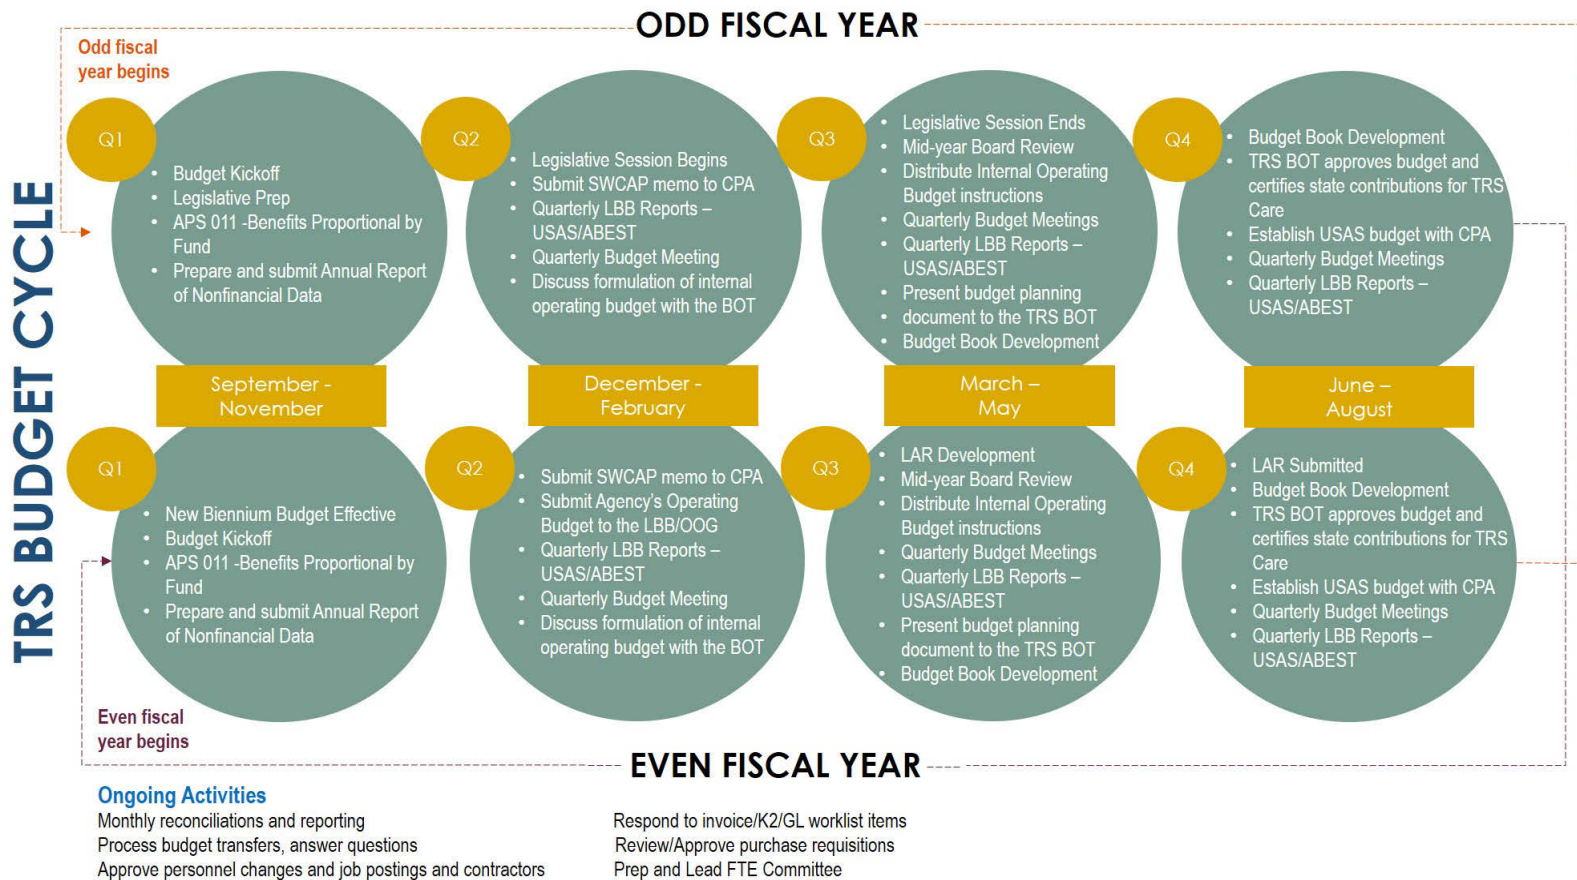 ODD FISCAL YEAR
Odd fiscal
year begins
TRS BUDGET CYCLE
Q1
• Budget Kickoff
• Legislative Prep
• APS 011 -Benefits Proportional by
Fund
• Prepare and submit Annual Report
of Nonfinancial Data
Q2
• Legislative Session Begins
• Submit SWCAP memo to CPA
• Quarterly LBB Reports –
USAS/ABEST
• Quarterly Budget Meeting
• Discuss formulation of internal
operating budget with the BOT
Q3
• Legislative Session Ends
• Mid-year Board Review
• Distribute Internal Operating
Budget instructions
• Quarterly Budget Meetings
• Quarterly LBB Reports –
USAS/ABEST
• Present budget planning
• document to the TRS BOT
• Budget Book Development
Q4
• Budget Book Development
• TRS BOT approves budget and
certifies state contributions for TRS
Care
• Establish USAS budget with CPA
• Quarterly Budget Meetings
• Quarterly LBB Reports –
USAS/ABEST
September -
November
December -
February
March –
May
June –
August
Q1
• New Biennium Budget Effective
• Budget Kickoff
• APS 011 -Benefits Proportional by
Fund
• Prepare and submit Annual Report
of Nonfinancial Data
Q2
• Submit SWCAP memo to CPA
• Submit Agency's Operating
Budget to the LBB/OOG
• Quarterly LBB Reports –
USAS/ABEST
• Quarterly Budget Meeting
• Discuss formulation of internal
operating budget with the BOT
Q3
• LAR Development
• Mid-year Board Review
• Distribute Internal Operating
Budget instructions
• Quarterly Budget Meetings
• Quarterly LBB Reports –
USAS/ABEST
• Present budget planning
document to the TRS BOT
• Budget Book Development
Q4
• LAR Submitted
• Budget Book Development
• TRS BOT approves budget and
certifies state contributions for TRS
Care
• Establish USAS budget with CPA
• Quarterly Budget Meetings
• Quarterly LBB Reports –
USAS/ABEST
Even fiscal
year begins
EVEN FISCAL YEAR
Ongoing Activities
Monthly reconciliations and reporting
Process budget transfers, answer questions
Approve personnel changes and job postings and contractors
Respond to invoice/K2/GL worklist items
Review/Approve purchase requisitions
Prep and Lead FTE Committee